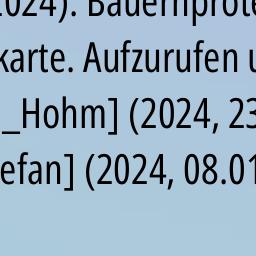 2024). Bauernprote
karte. Aufzurufen u
_Hohm] (2024, 23
efan] (2024, 08.01